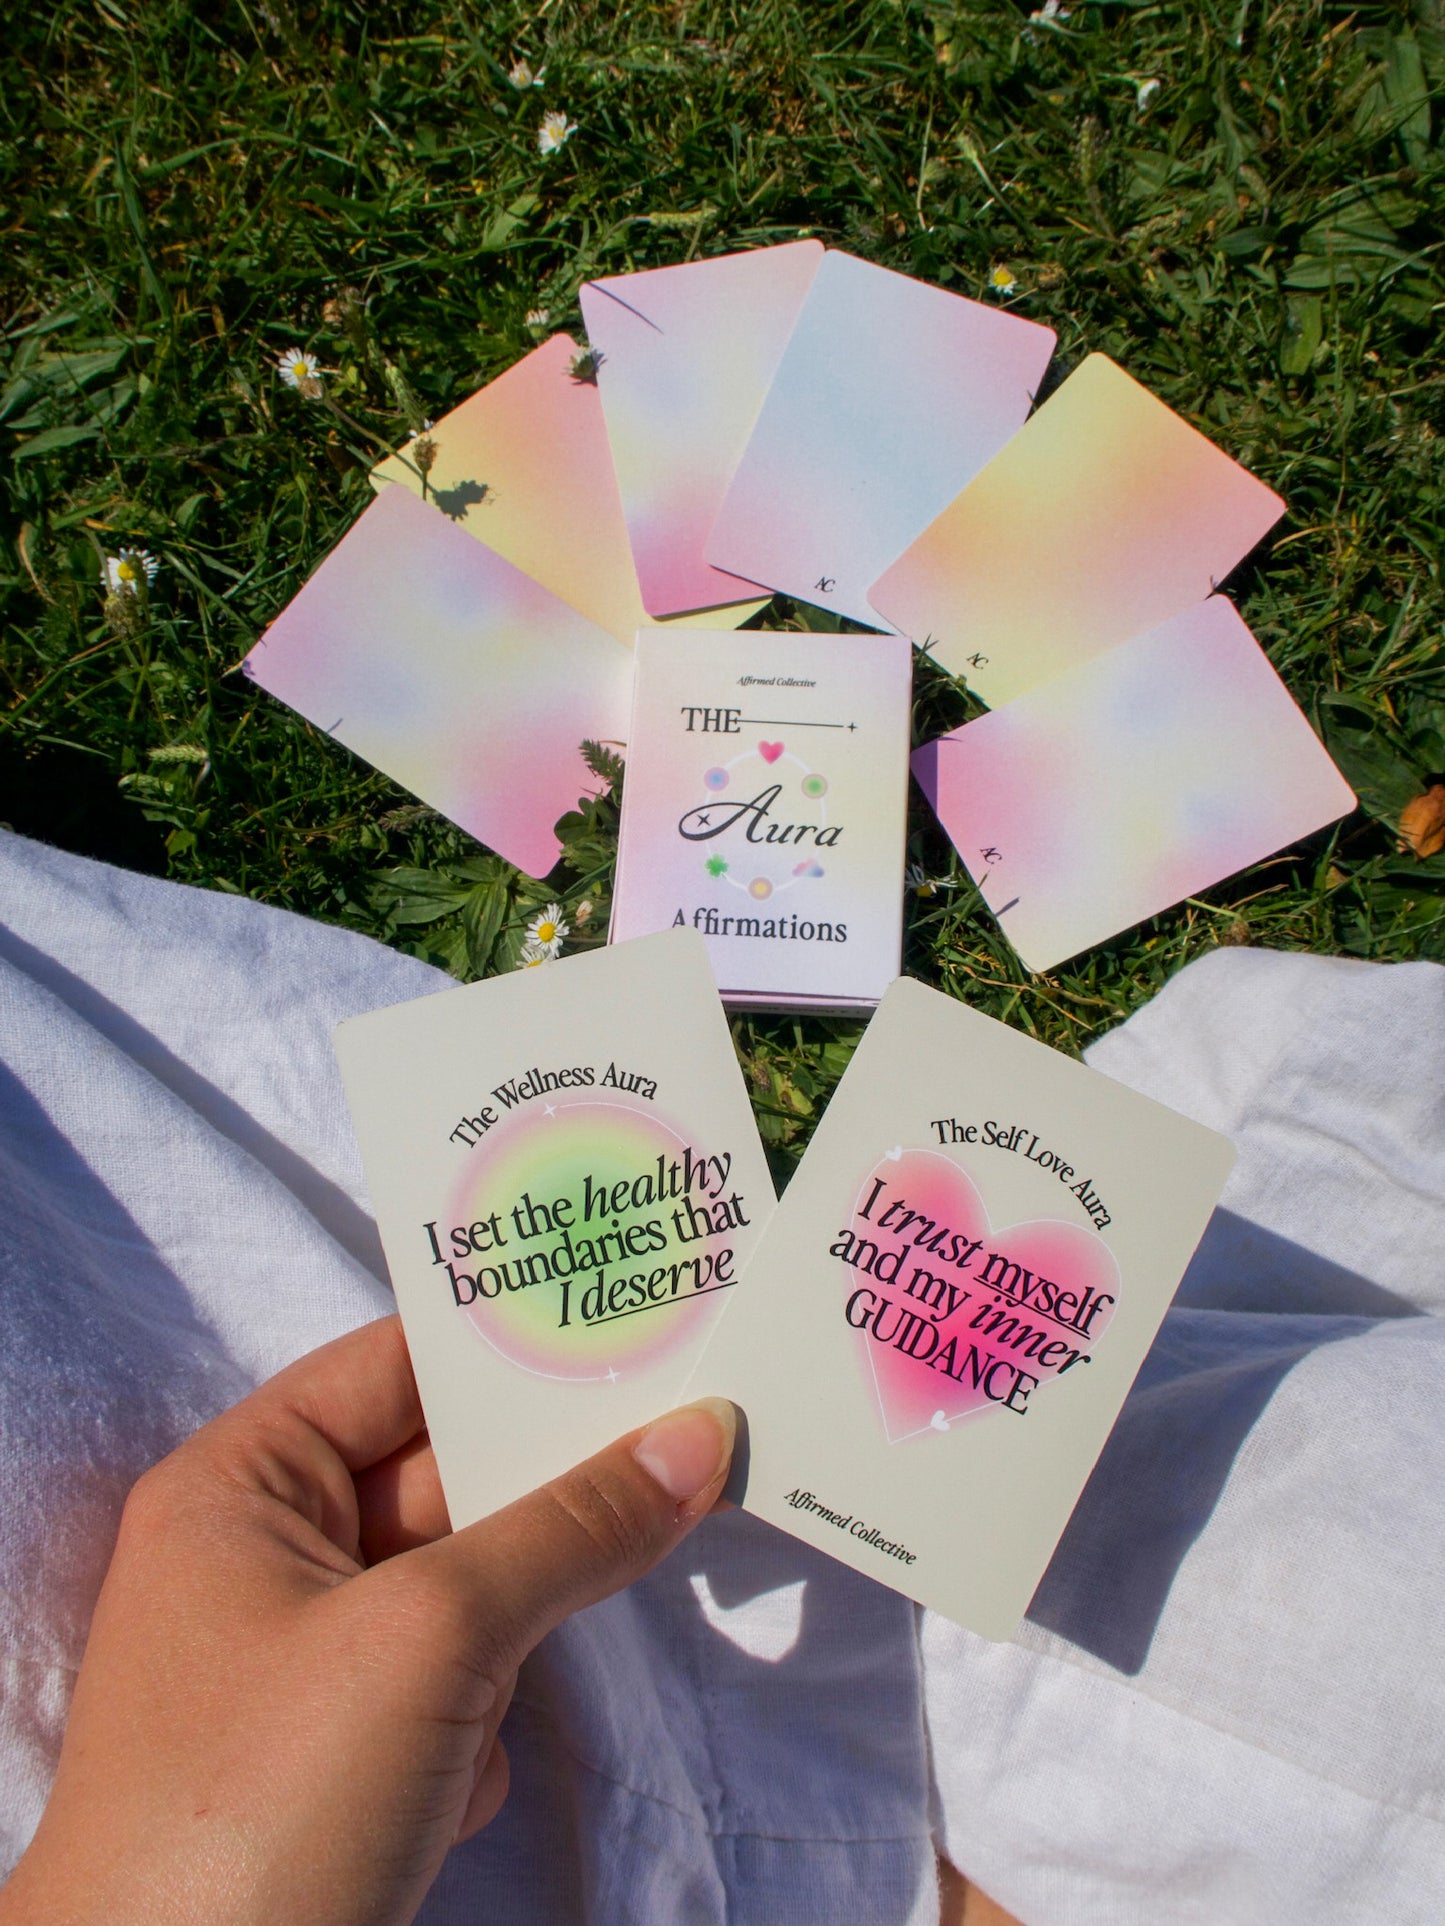 AC
AC
AC
Affirmed Collective
THE
Aura
Affirmations
The Wellness Aura
I set the healthy
boundaries that
I deserve
The Self Love Aura
I trust myself
and my inner
GUIDANCE
Affirmed Collective